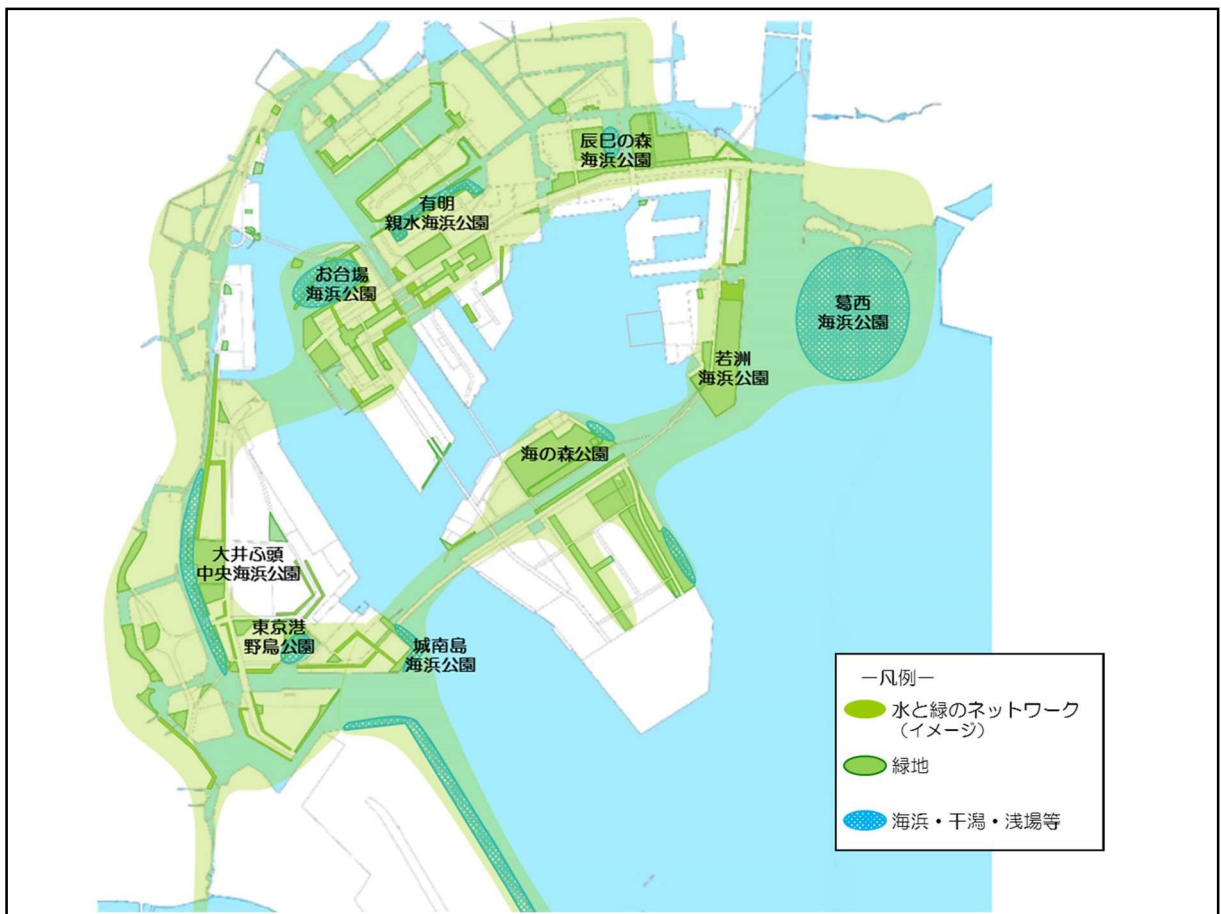 辰巳の森
海浜公園
有明
親水海浜公園
お台場
海浜公園
葛西
海浜公園
若洲
海浜公園
海の森公園
大井ふ頭
中央海浜公園
東京港
野鳥公園
城南島
海浜公園
―凡例―
水と緑のネットワーク
（イメージ）
緑地
海浜・干潟・浅場等